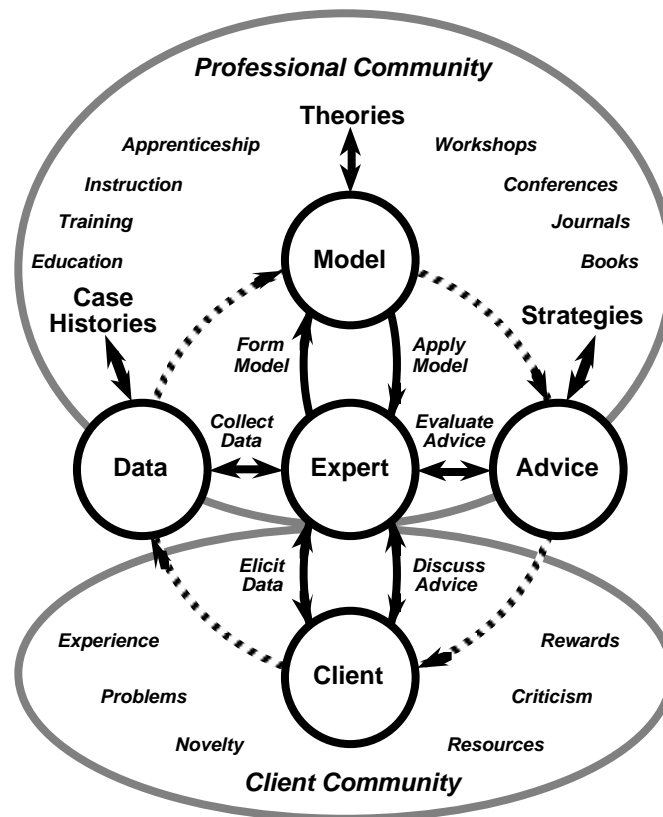 Professional Community
Theories
Apprenticeship
Workshops
Instruction
Conferences
Training
Journals
Education
Model
Books
Case
Histories
Strategies
Form
Model
Apply
Model
Collect
Data
Evaluate
Advice
Data
Expert
Advice
Elicit
Data
Discuss
Advice
Experience
Rewards
Client
Problems
Criticism
Novelty
Resources
Client Community